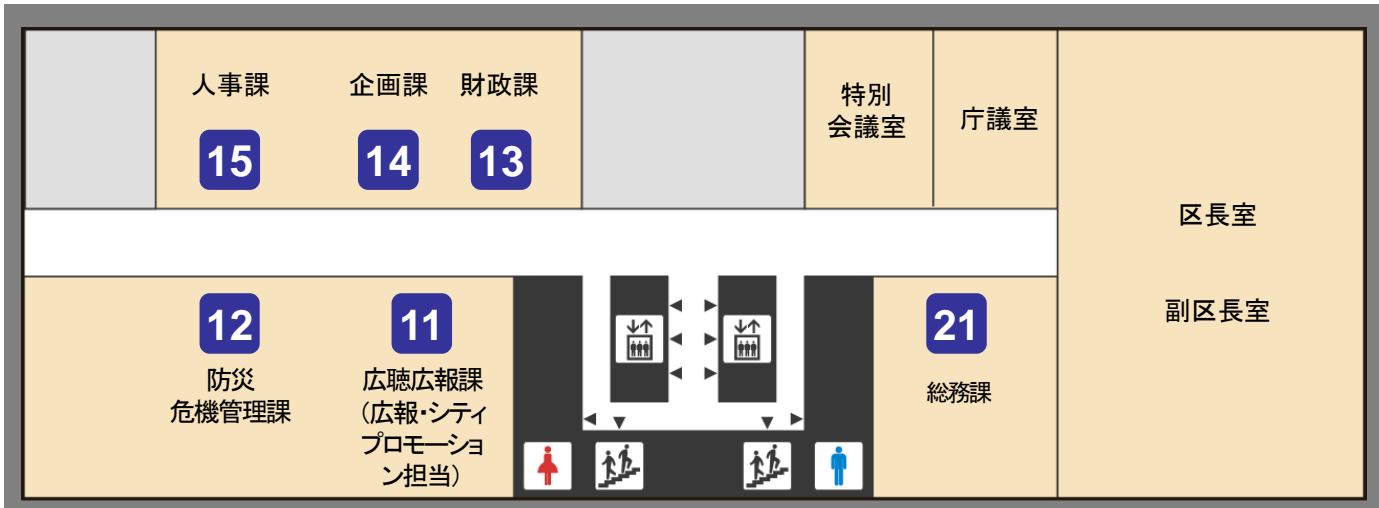 人事課
15
企画課
14
財政課
13
特別
会議室
庁議室
区長室
副区長室
12
防災
危機管理課
11
広聴広報課
（広報・シティ
プロモーショ
ン担当）
21
総務課